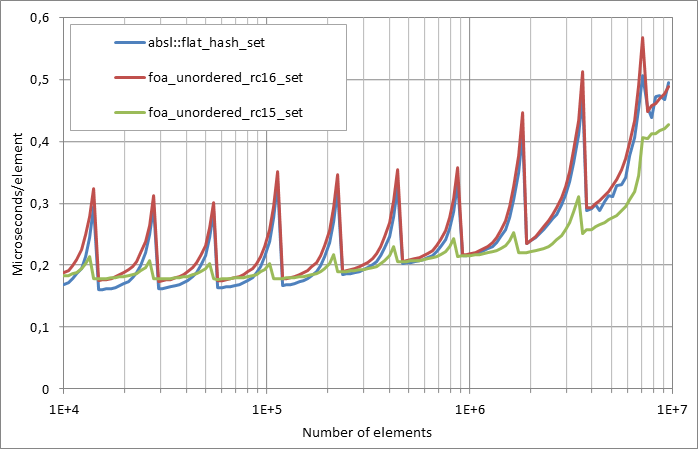 0,6
absl::flat_hash_set
foa_unordered_rc16_set
foa_unordered_rc15_set
0,5
0,4
0,3
0,2
0,1
0
Microseconds/element
1E+4
1E+5
1E+6
1E+7
Number of elements